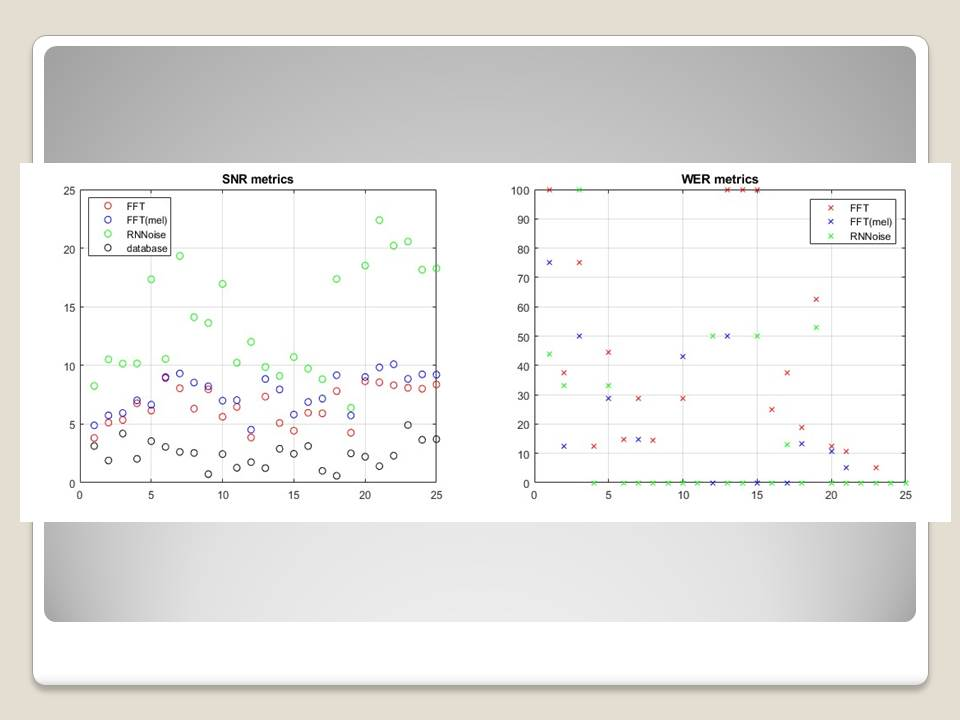 SNR metrics
25
20
15
10
5
0
0 5 10 15 20 25
FFT
FFT(mel)
RNNoise
database
WER metrics
100
90
80
70
60
50
40
30
20
10
0
0 5 10 15 20 25
FFT
FFT(mel)
RNNoise